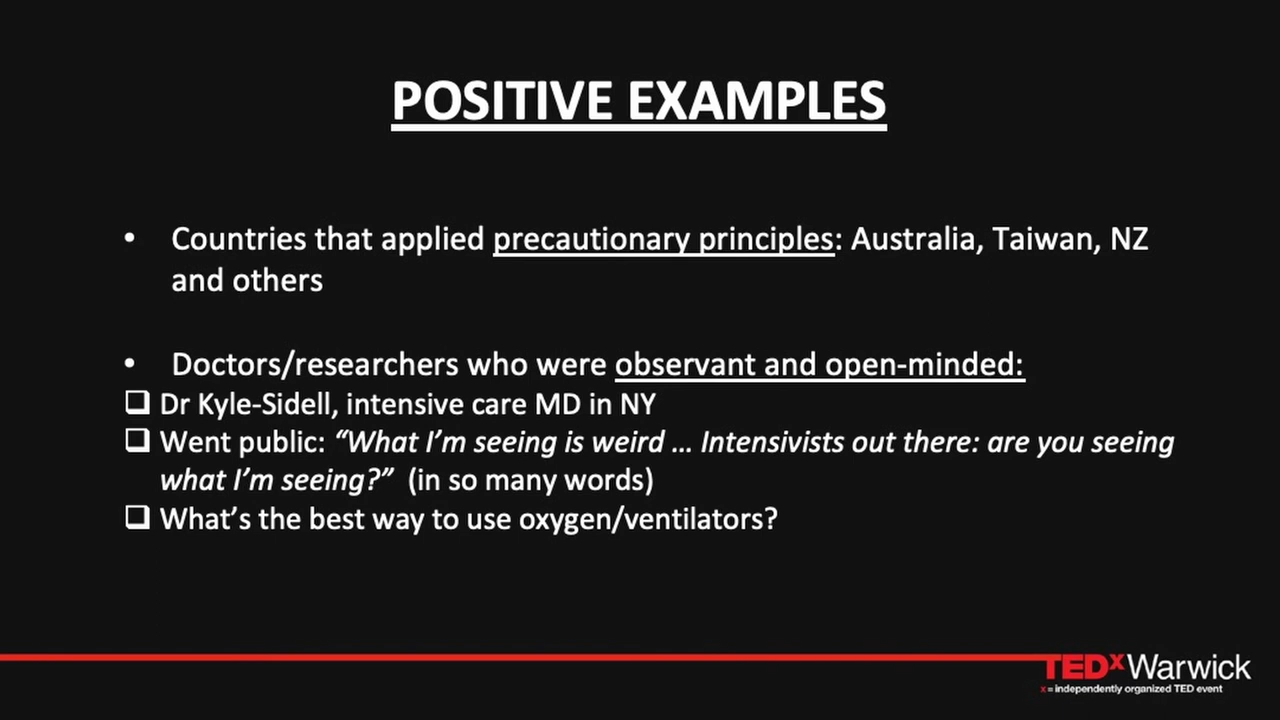 POSITIVE EXAMPLES
• Countries that applied precautionary principles: Australia, Taiwan, NZ
and others
• Doctors/researchers who were observant and open-minded:
❑ Dr Kyle-Sidell, intensive care MD in NY
❑ Went public: “What I’m seeing is weird … Intensivists out there: are you seeing
what I’m seeing?” (in so many words)
❑ What’s the best way to use oxygen/ventilators?
TEDxWarwick
x = independently organized TED event